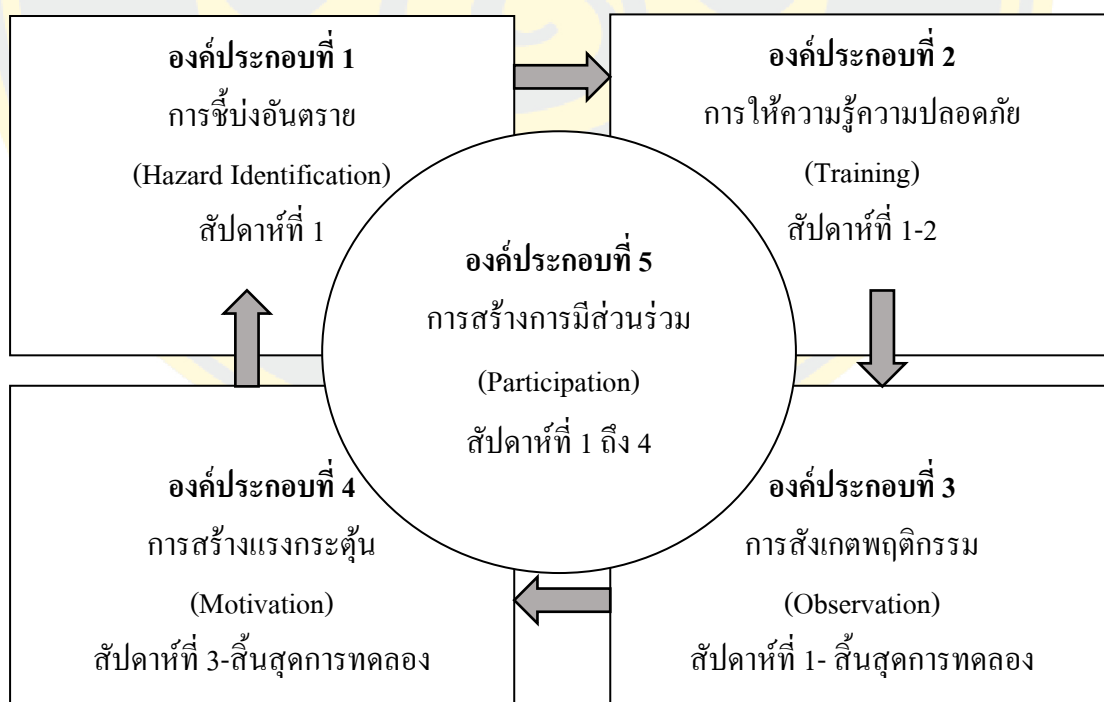 องค์ประกอบที่ 1
การชี้บ่งอันตราย
(Hazard Identification)
สัปดาห์ที่ 1
องค์ประกอบที่ 2
การให้ความรู้ความปลอดภัย
(Training)
สัปดาห์ที่ 1-2
องค์ประกอบที่ 5
การสร้างการมีส่วนร่วม
(Participation)
สัปดาห์ที่ 1 ถึง 4
องค์ประกอบที่ 4
การสร้างแรงกระตุ้น
(Motivation)
สัปดาห์ที่ 3-สิ้นสุดการทดลอง
องค์ประกอบที่ 3
การสังเกตพฤติกรรม
(Observation)
สัปดาห์ที่ 1- สิ้นสุดการทดลอง